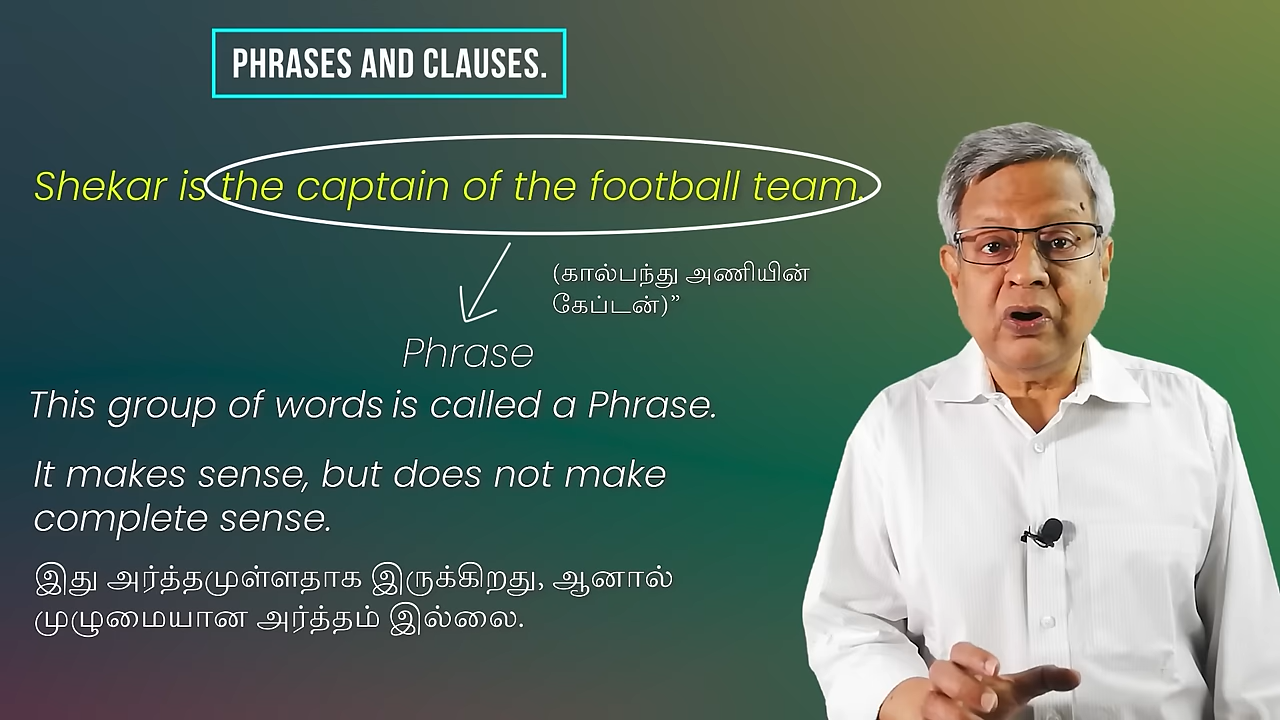 PHRASES AND CLAUSES.
Shekar is the captain of the football team.
(கால்பந்து அணியின்
கேப்டன்)”
Phrase
This group of words is called a Phrase.
It makes sense, but does not make
complete sense.
இது அர்த்தமுள்ளதாக இருக்கிறது, ஆனால்
முழுமையான அர்த்தம் இல்லை.